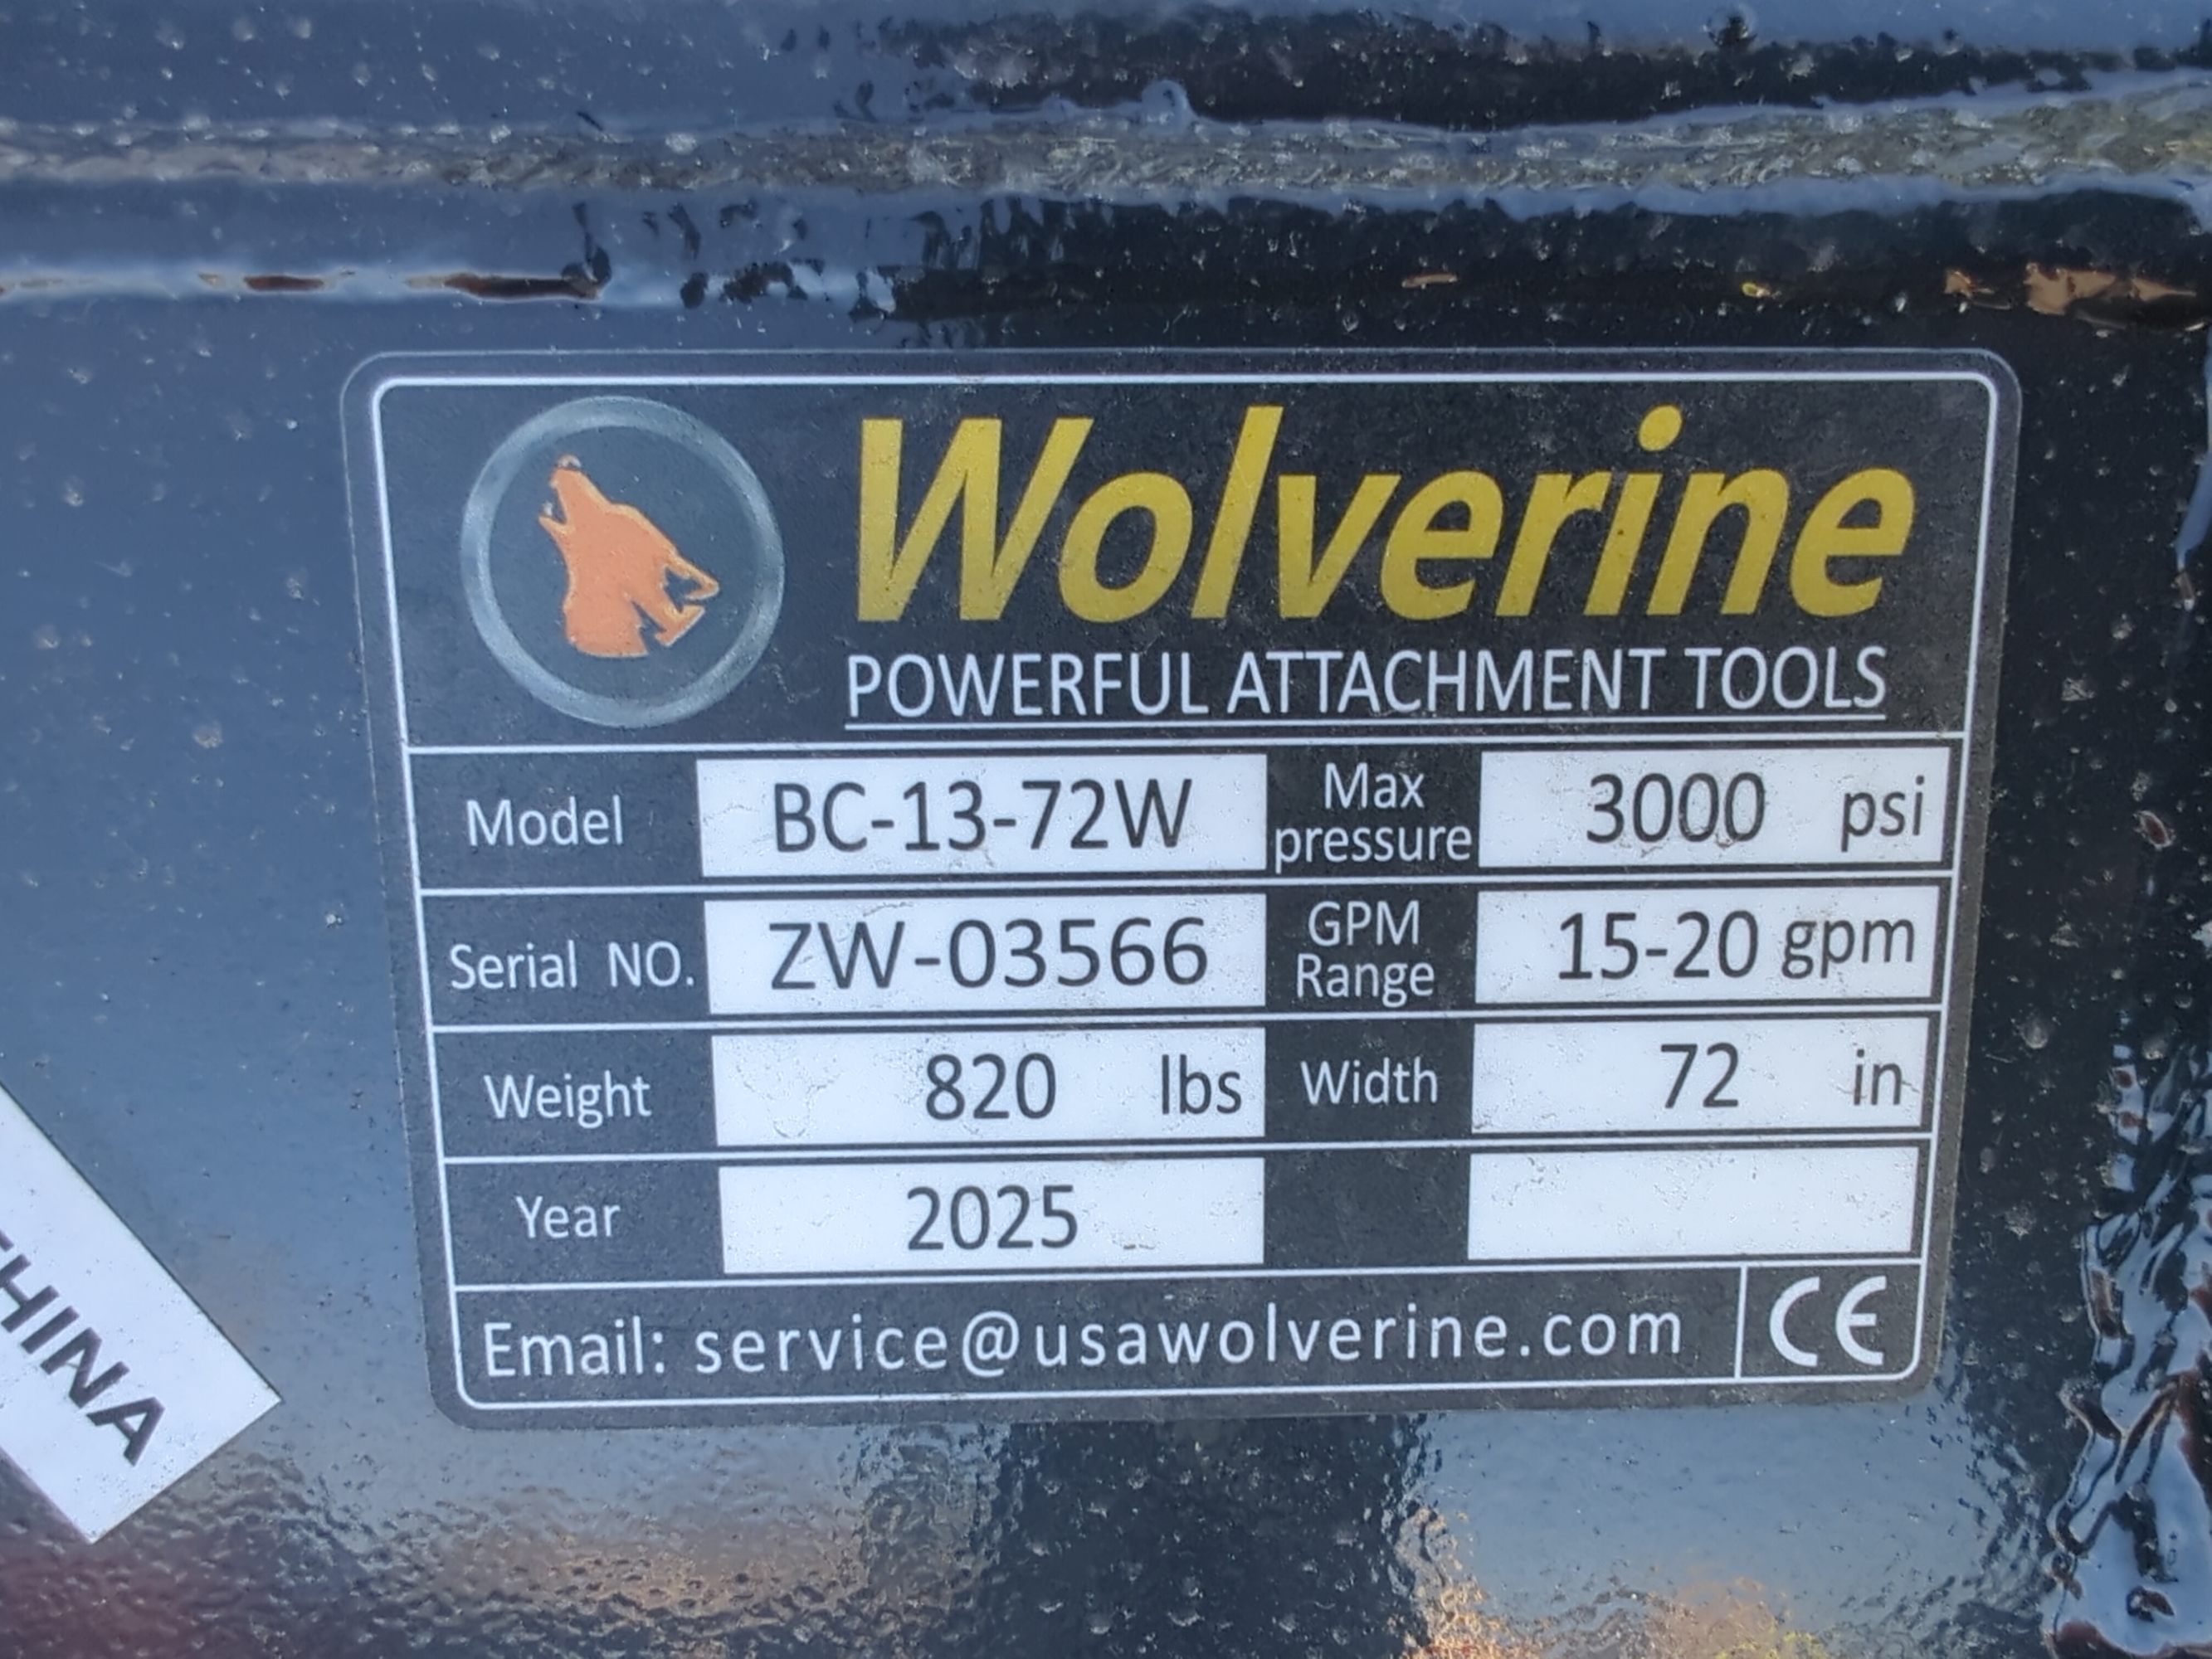 Wolverine
POWERFUL ATTACHMENT TOOLS
Model BC-13-72W Max pressure 3000 psi
Serial NO. ZW-03566 GPM Range 15-20 gpm
Weight 820 lbs Width 72 in
Year 2025
Email: service@usawolverine.com CE
CHINA